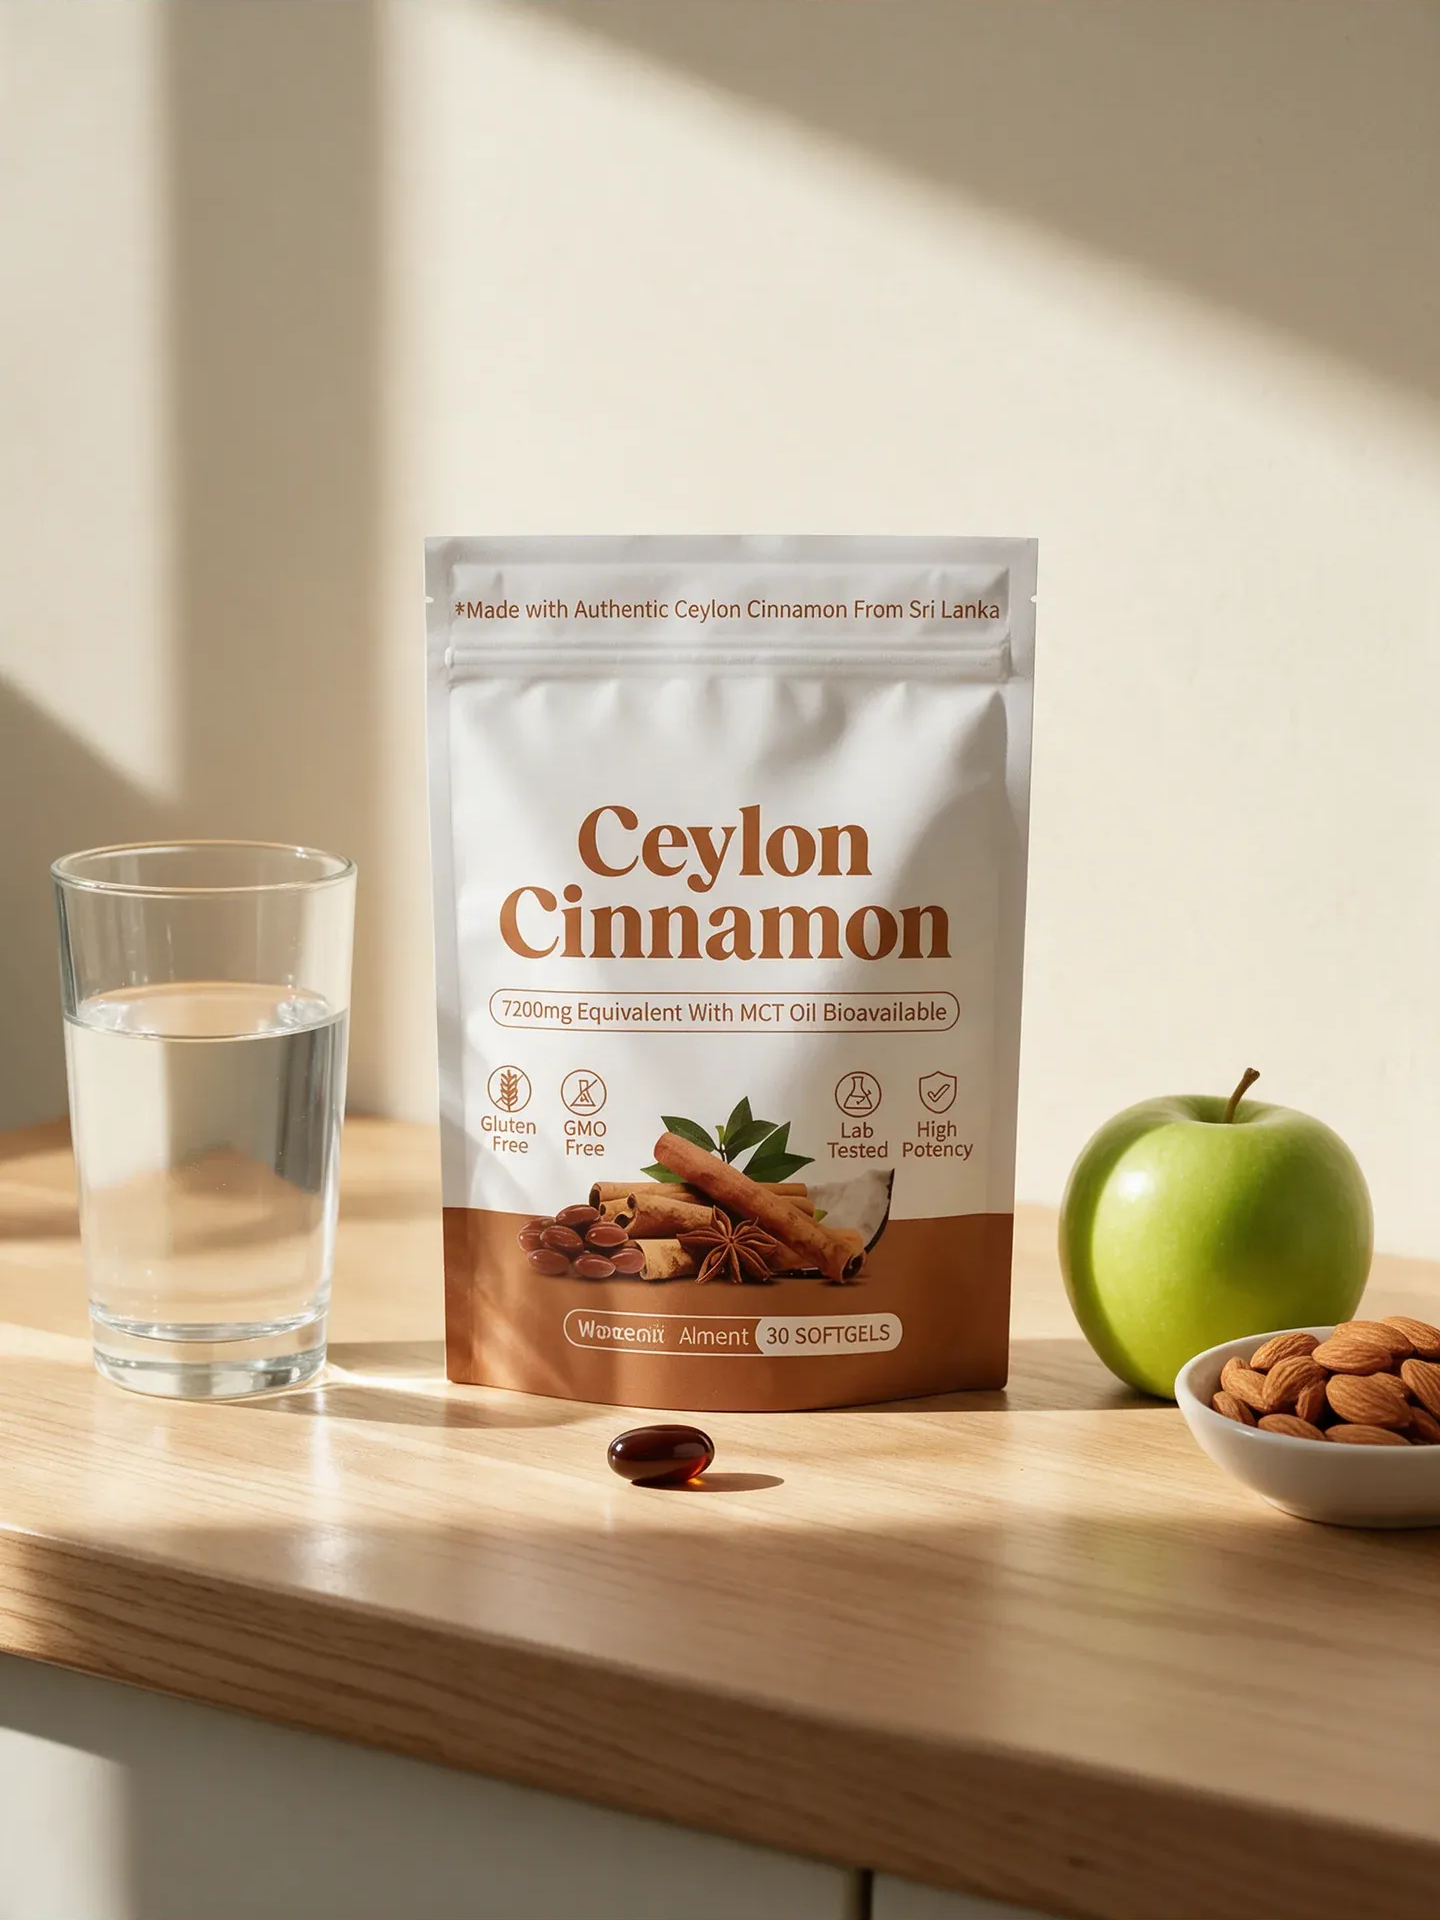 *Made with Authentic Ceylon Cinnamon From Sri Lanka
Ceylon
Cinnamon
7200mg Equivalent With MCT Oil Bioavailable
Gluten
Free
GMO
Free
Lab
Tested
High
Potency
Alment 30 SOFTGELS